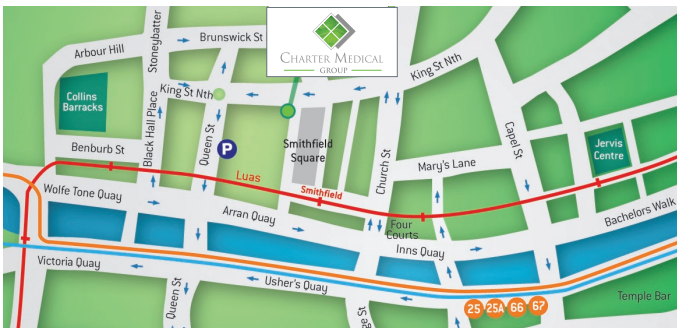 Stoneybatter
Brunswick St
CHARTER MEDICAL
GROUP
Arbour Hill
King St Nth
King St Nth
Collins
Barracks
Black Hall Place
Queen St
P
Smithfield
Square
Church St
Capel St
Jervis
Centre
Benburb St
Mary's Lane
Luas
Smithfield
Wolfe Tone Quay
Arran Quay
Four
Courts
Inns Quay
Bachelors Walk
Victoria Quay
Queen St
Usher's Quay
25
25A
66
67
Temple Bar